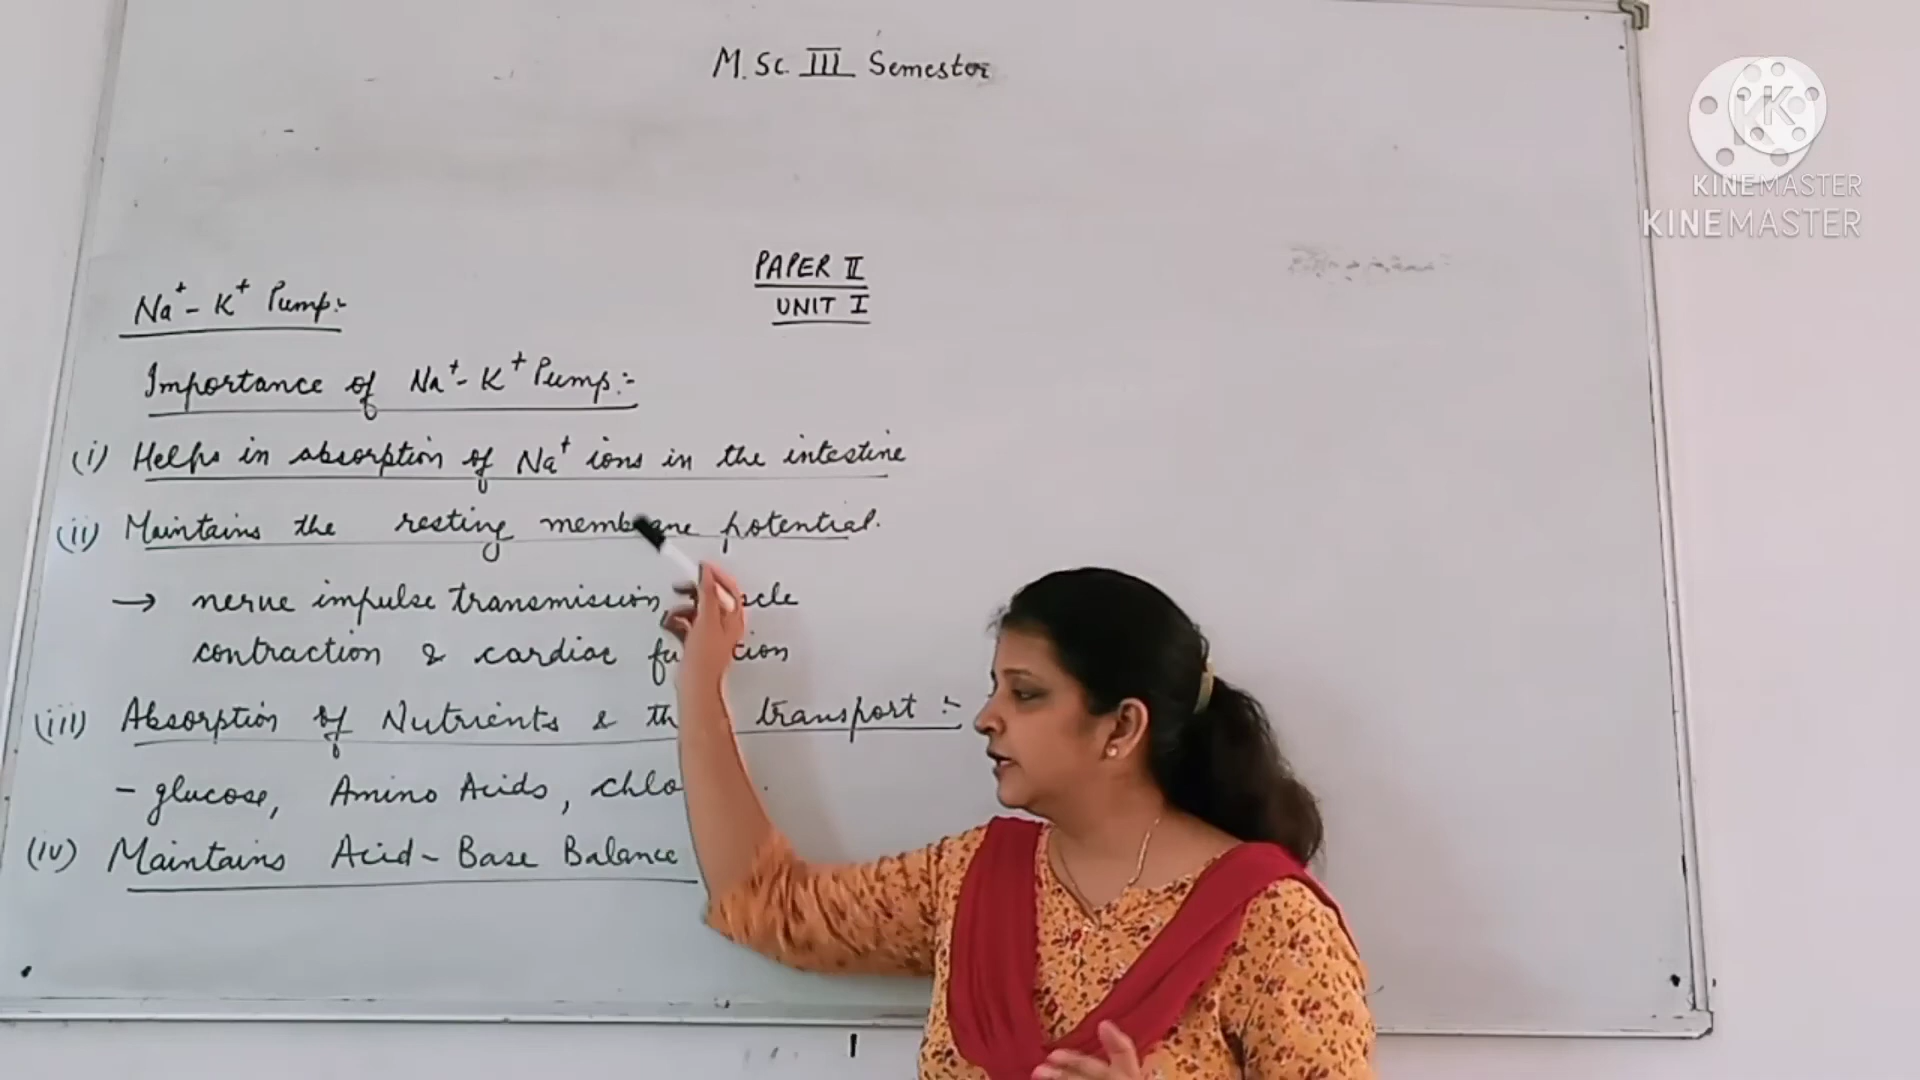 M.Sc. III Semester
KINEMASTER
KINEMASTER
PAPER II
UNIT I
Na+ - K+ Pump:-
Importance of Na+- K+ Pump:-
(i) Helps in absorption of Na+ ions in the intestine
(ii) Maintains the resting membrane potential.
→ nerve impulse transmission,
contraction & cardiac
(iii) Absorption of Nutrients & transport :-
- glucose, Amino Acids,
(iv) Maintains Acid-Base Balance